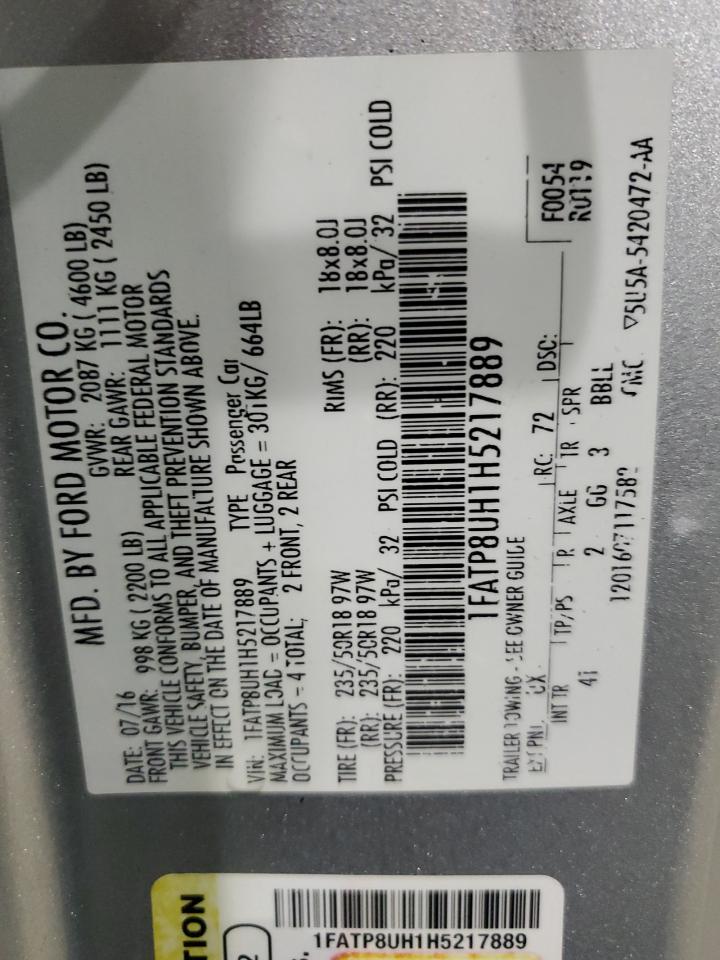 MFD. BY FORD MOTOR CO.
DATE: 07/16 GVWR: 2087 KG ( 4600 LB)
FRONT GAWR: 998 KG ( 2200 LB) REAR GAWR: 1111 KG ( 2450 LB)
THIS VEHICLE CONFORMS TO ALL APPLICABLE FEDERAL MOTOR
VEHICLE SAFETY, BUMPER, AND THEFT PREVENTION STANDARDS
IN EFFECT ON THE DATE OF MANUFACTURE SHOWN ABOVE.
VIN: 1FATP8UH1H5217889 TYPE Passenger Car
MAXIMUM LOAD = OCCUPANTS + LUGGAGE = 301KG/ 664LB
OCCUPANTS = 4 TOTAL; 2 FRONT, 2 REAR
TIRE (FR): 235/50R18 97W RIMS (FR): 18x8.0J
(RR): 235/50R18 97W (RR): 18x8.0J
PRESSURE (FR): 220 kPa/ 32 PSI COLD (RR): 220 kPa/ 32 PSI COLD
1FATP8UH1H5217889
TRAILER TOWING - SEE OWNER GUIDE
F0054
EXT PNT: UX RC: 72 DSC: R0119
INT TR TP/PS R AXLE TR SPR
41 2 GG 3 BBLL
5U5A-5420472-AA
TION
1FATP8UH1H5217889